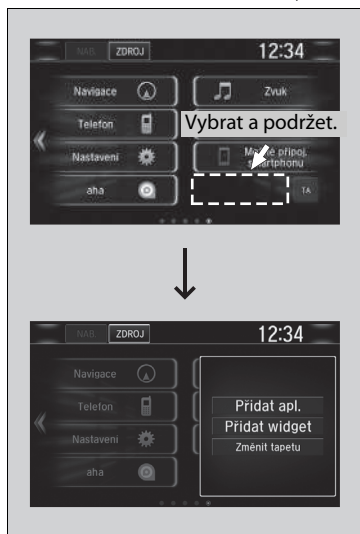 NAB. ZDROJ 12:34
Navigace Zvuk
Telefon Vybrat a podržet.
Nastavení připoj.
smartphonu
aha TA
NAB. ZDROJ 12:34
Navigace
Telefon
Nastavení
aha
Přidat apl.
Přidat widget
Změnit tapetu